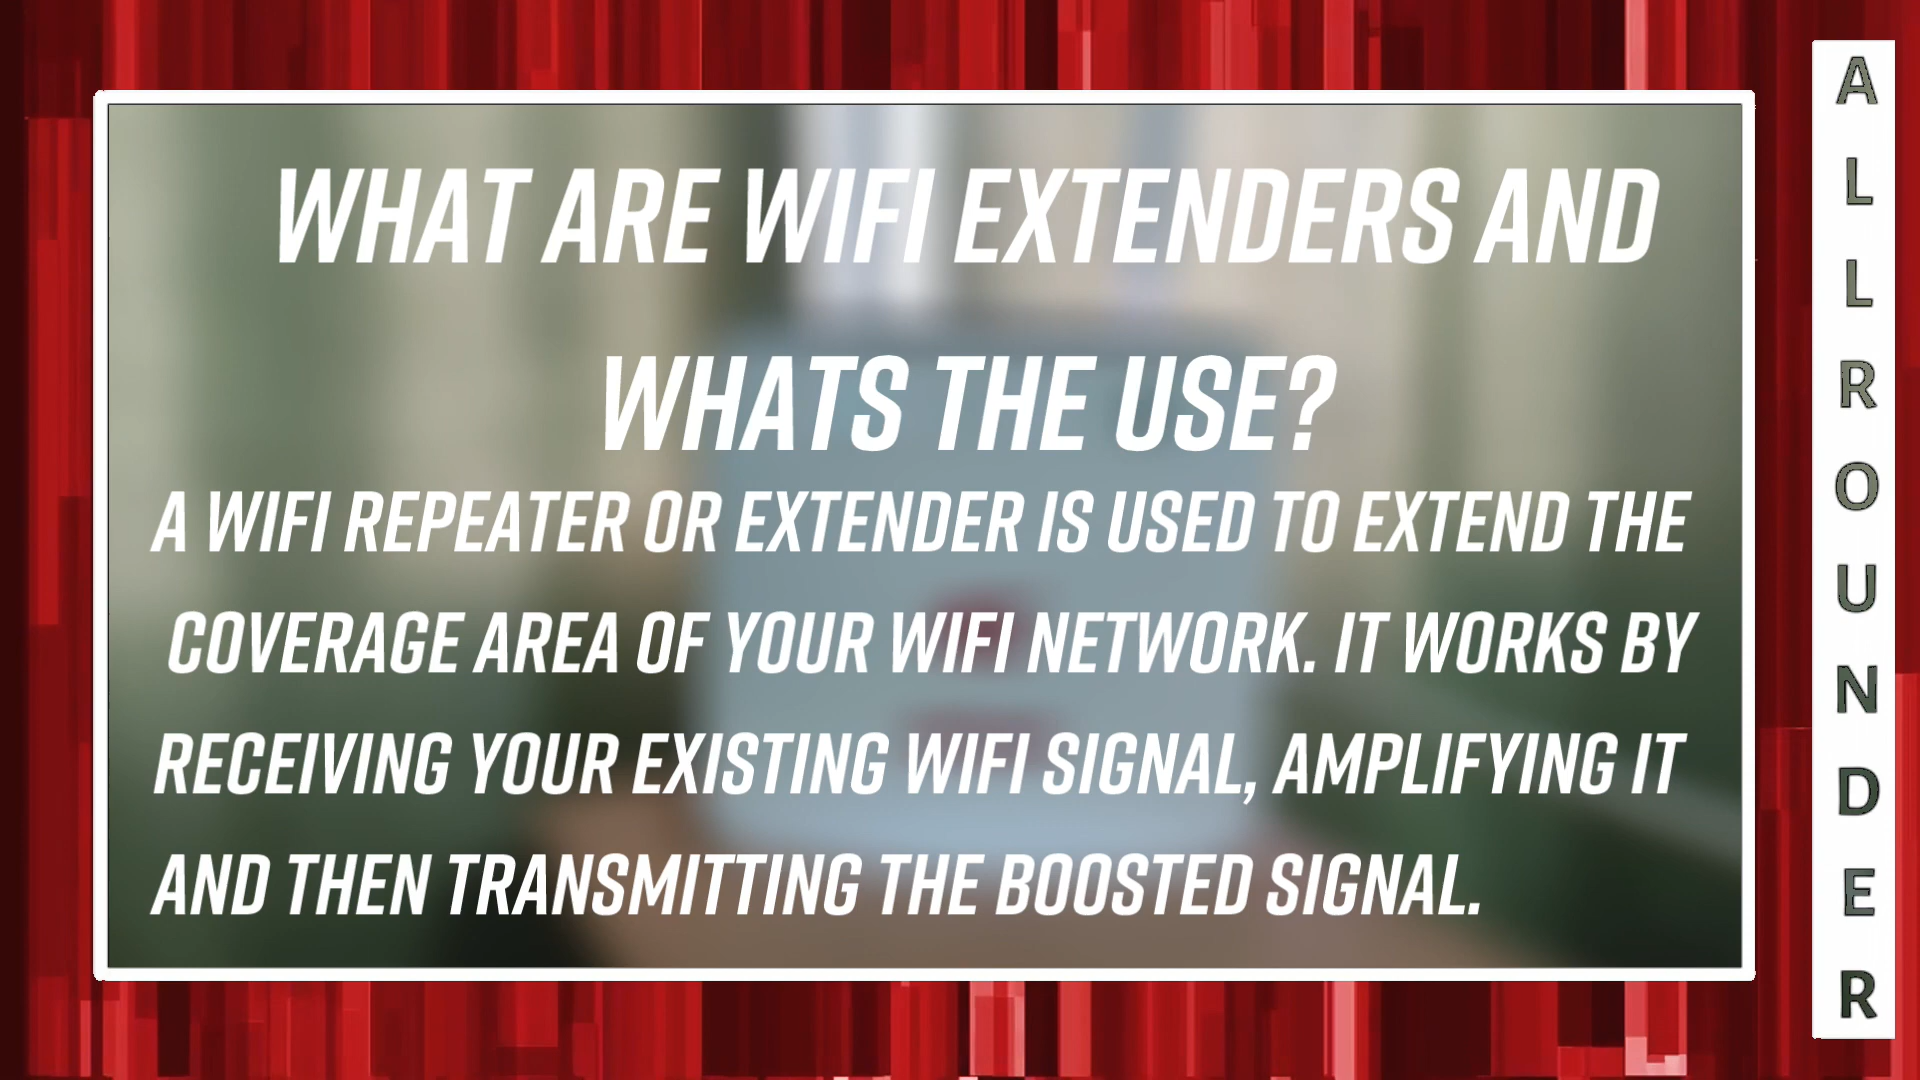 WHAT ARE WIFI EXTENDERS AND
WHATS THE USE?
A WIFI REPEATER OR EXTENDER IS USED TO EXTEND THE
COVERAGE AREA OF YOUR WIFI NETWORK. IT WORKS BY
RECEIVING YOUR EXISTING WIFI SIGNAL, AMPLIFYING IT
AND THEN TRANSMITTING THE BOOSTED SIGNAL.
ALLROUNDER